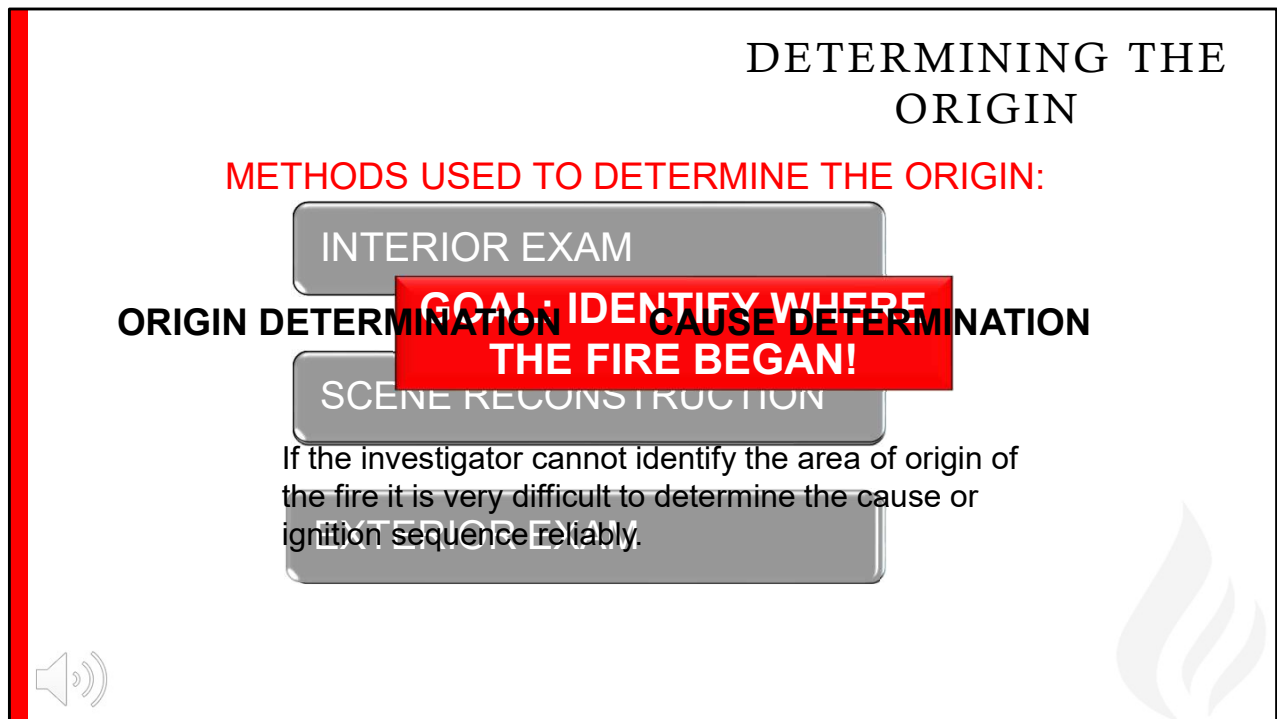 DETERMINING THE
ORIGIN
METHODS USED TO DETERMINE THE ORIGIN:
INTERIOR EXAM
GOAL: IDENTIFY WHERE
THE FIRE BEGAN!
ORIGIN DETERMINATION CAUSE DETERMINATION
SCENE RECONSTRUCTION
If the investigator cannot identify the area of origin of
the fire it is very difficult to determine the cause or
ignition sequence reliably.
EXTERIOR EXAM